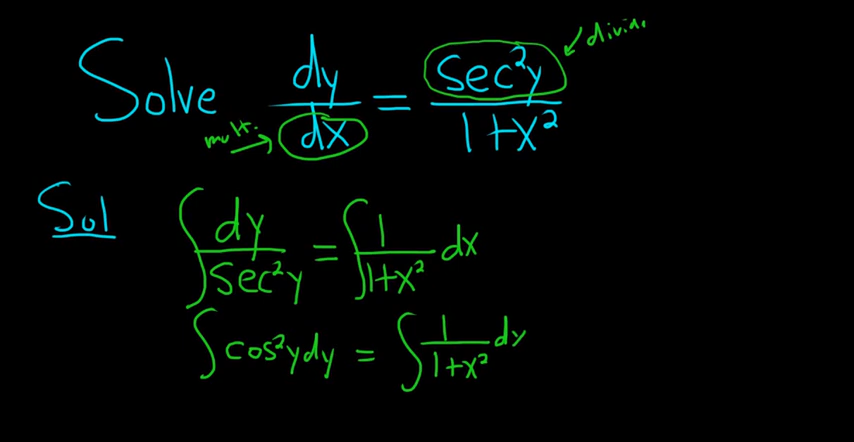 Solve dy/dx = sec²y/1+x²
divide
mult.
Sol ∫ dy/sec²y = ∫ 1/1+x² dx
∫ cos²y dy = ∫ 1/1+x² dy